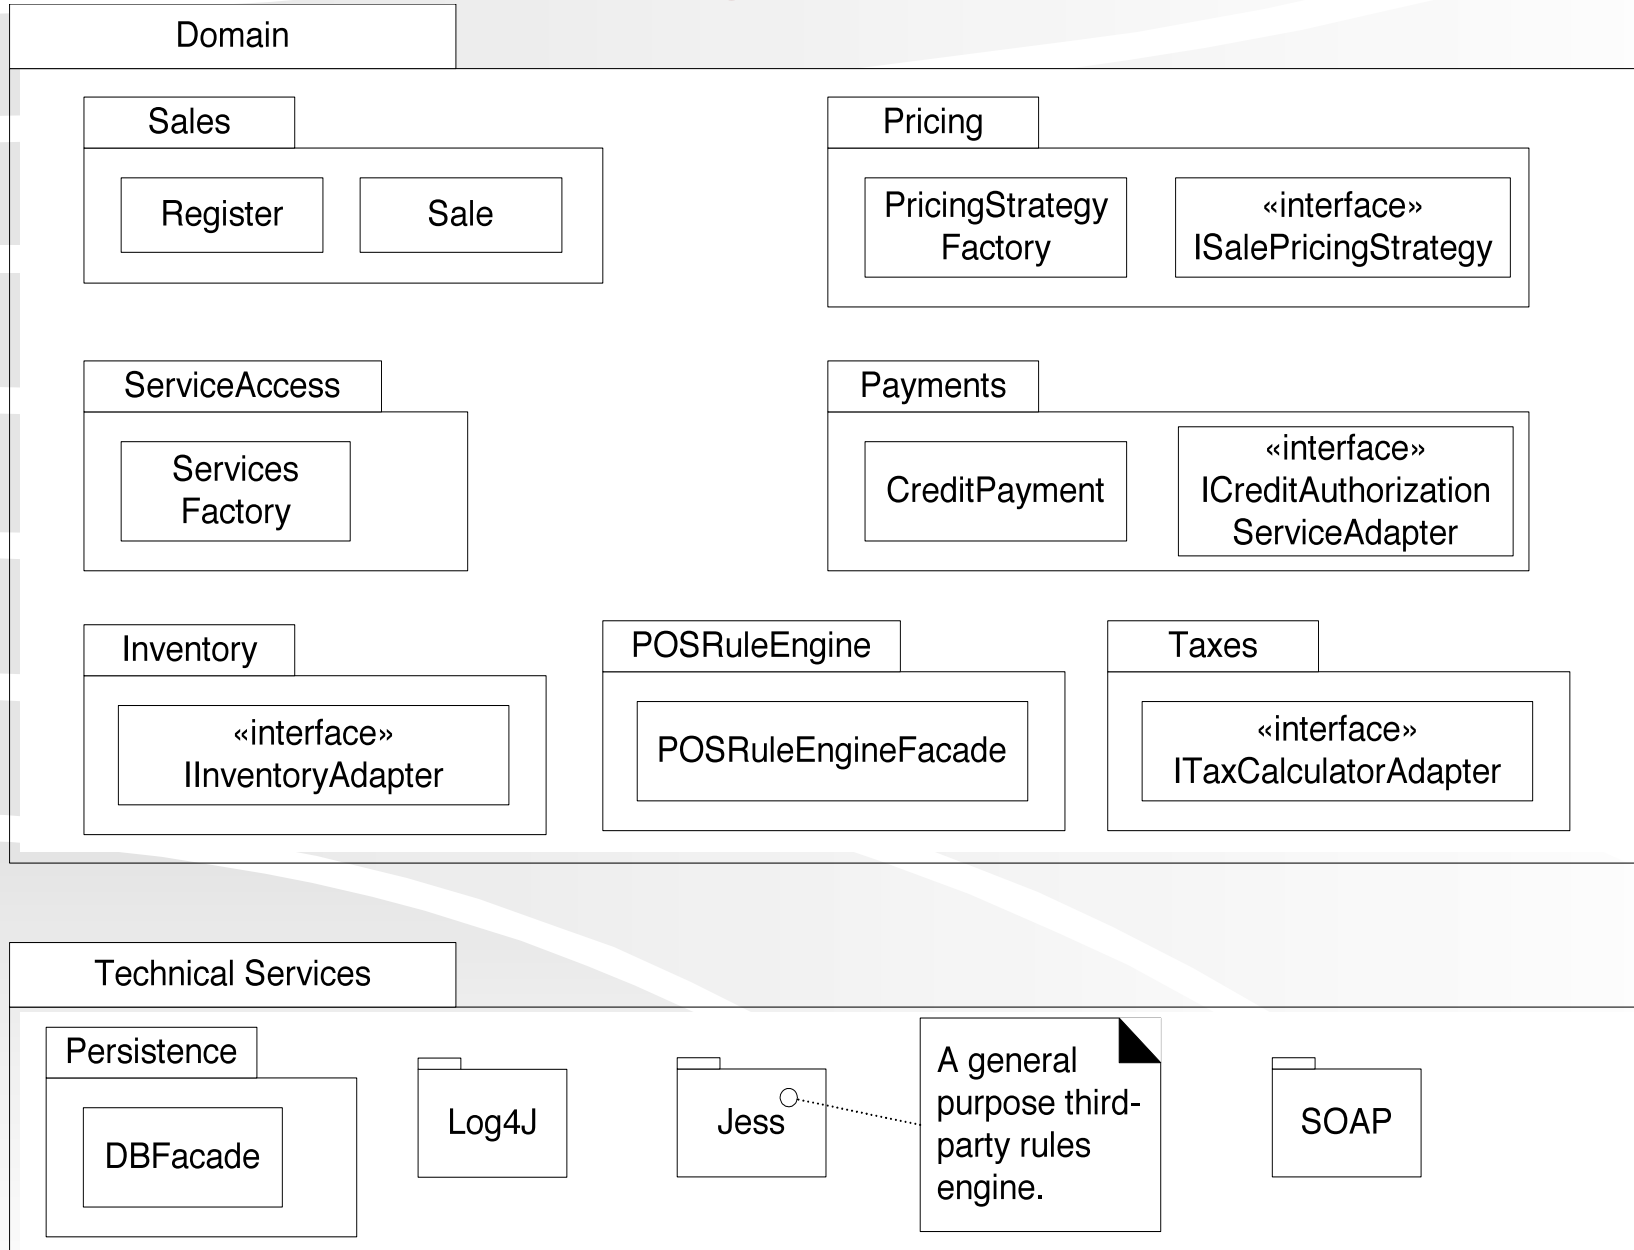 Domain
Sales
Pricing
Register
Sale
PricingStrategy
Factory
«interface»
ISalePricingStrategy
ServiceAccess
Payments
Services
Factory
CreditPayment
«interface»
ICreditAuthorization
ServiceAdapter
Inventory
POSRuleEngine
Taxes
«interface»
IInventoryAdapter
POSRuleEngineFacade
«interface»
ITaxCalculatorAdapter
Technical Services
Persistence
DBFacade
Log4J
Jess
A general
purpose third-
party rules
engine.
SOAP